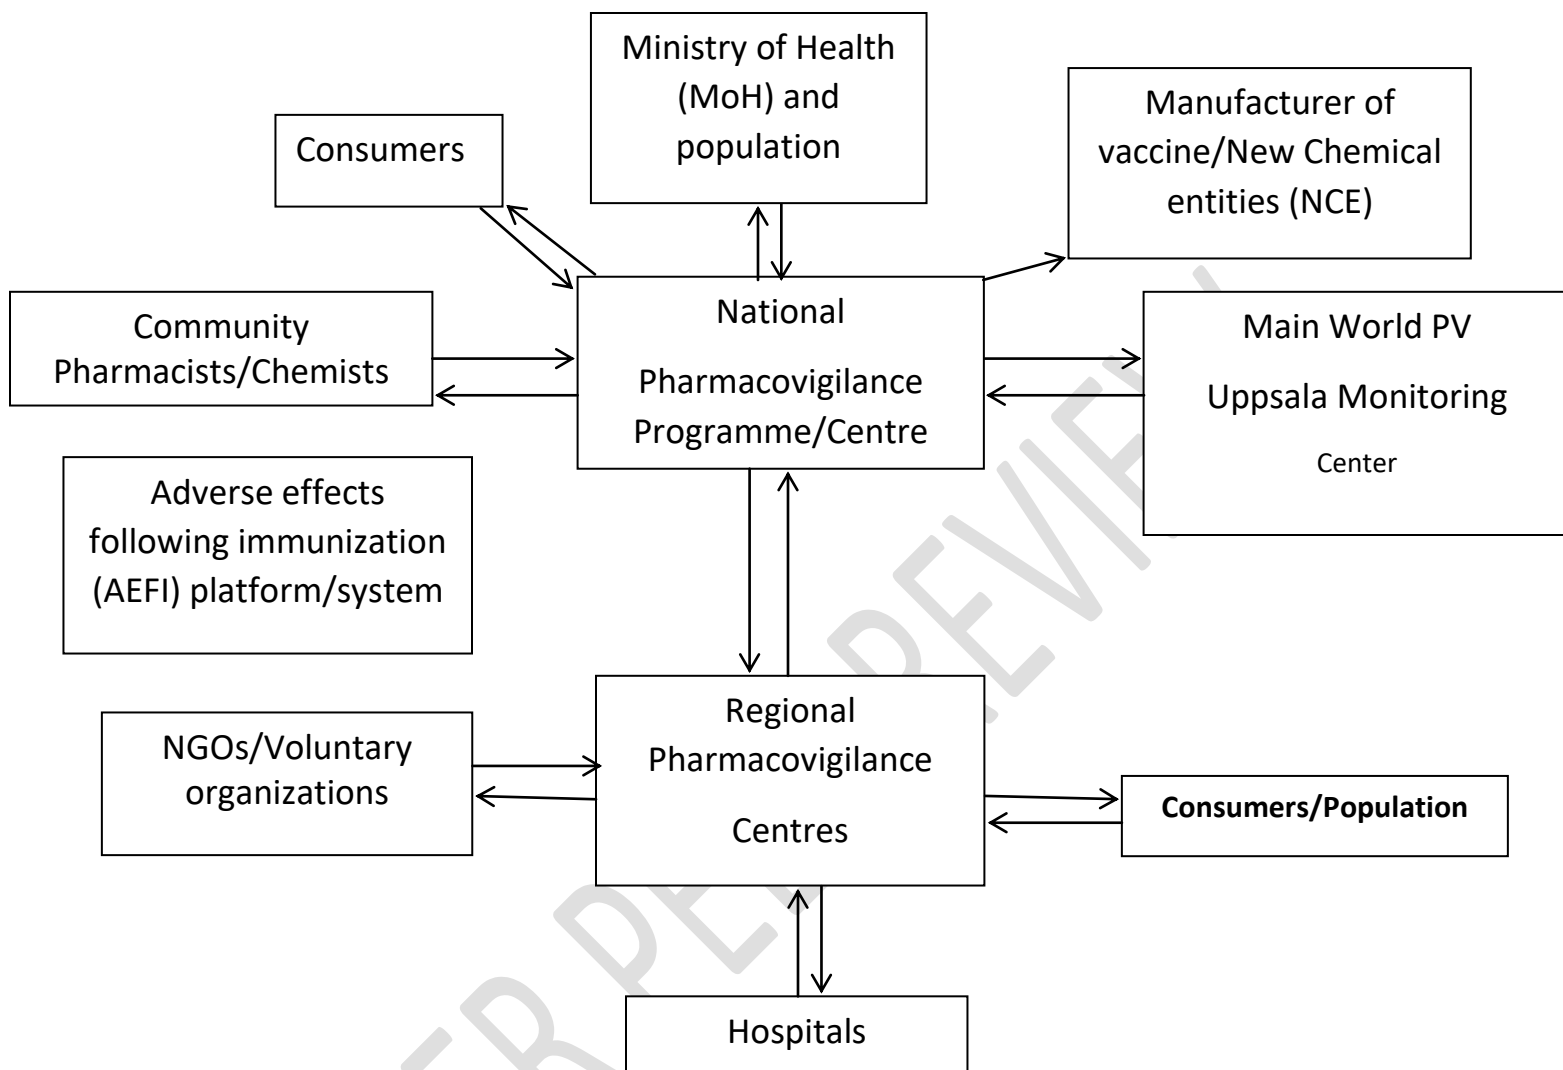 Ministry of Health
(MoH) and
population
Manufacturer of
vaccine/New Chemical
entities (NCE)
Consumers
National
Pharmacovigilance
Programme/Centre
Community
Pharmacists/Chemists
Main World PV
Uppsala Monitoring
Center
Adverse effects
following immunization
(AEFI) platform/system
Regional
Pharmacovigilance
Centres
NGOs/Voluntary
organizations
Consumers/Population
Hospitals